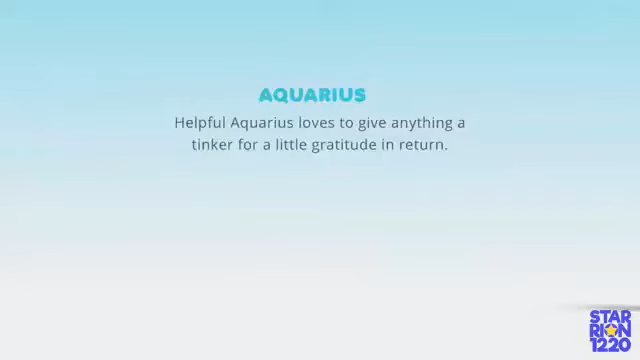 AQUARIUS
Helpful Aquarius loves to give anything a
tinker for a little gratitude in return.
STAR
RION
1220